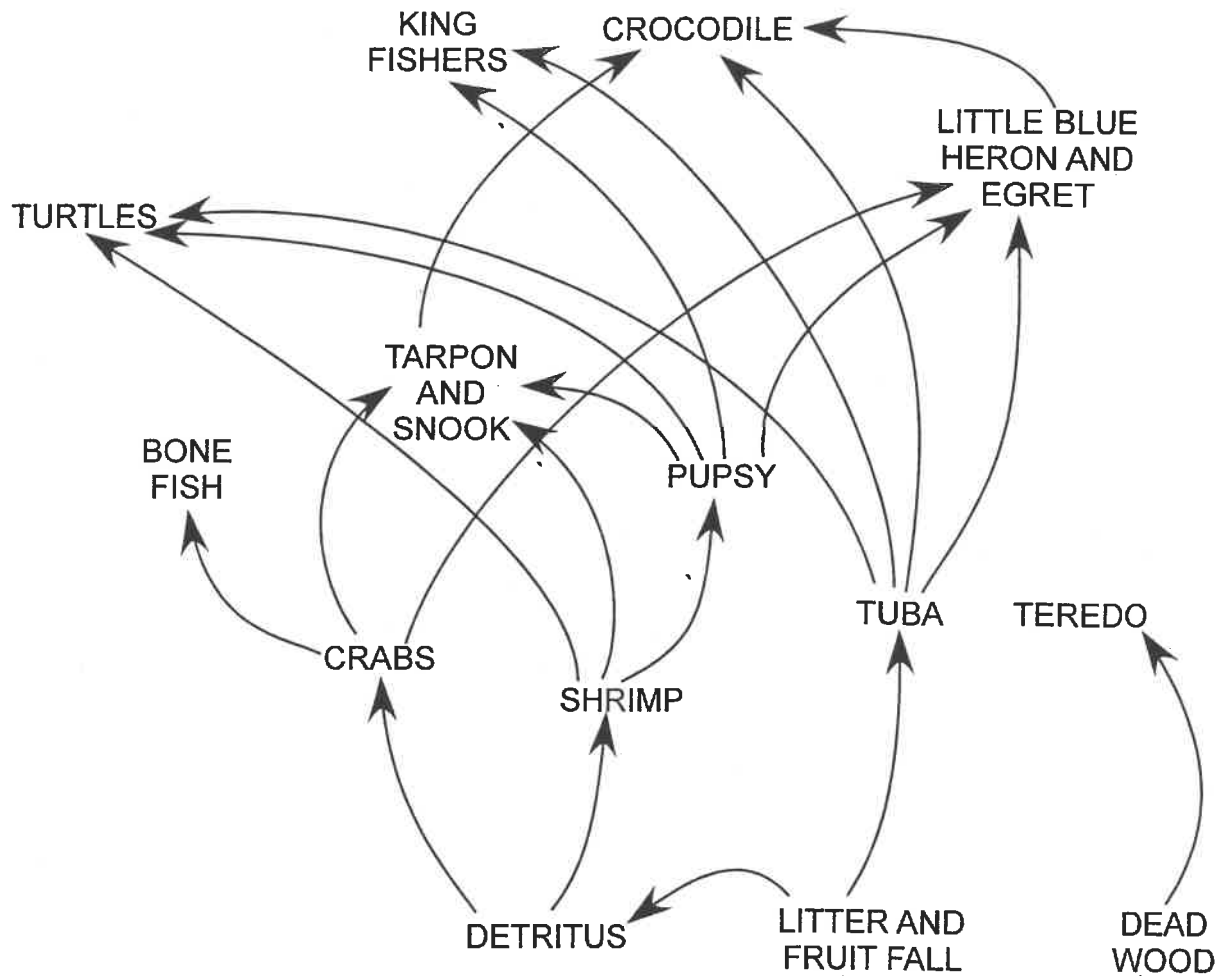 KING
FISHERS
CROCODILE
LITTLE BLUE
HERON AND
EGRET
TURTLES
TARPON
AND
SNOOK
BONE
FISH
PUPSY
TUBA
TEREDO
CRABS
SHRIMP
DETRITUS
LITTER AND
FRUIT FALL
DEAD
WOOD